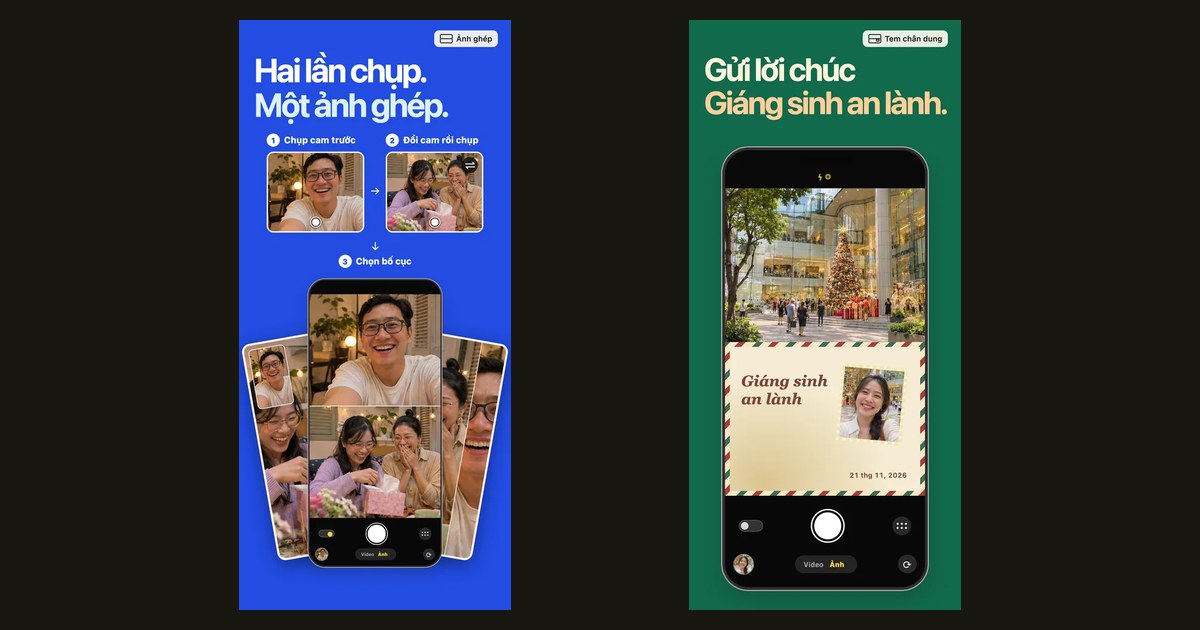 Ảnh ghép
Hai lần chụp.
Một ảnh ghép.
1 Chụp cam trước
2 Đổi cam rồi chụp
3 Chọn bố cục
Video Ảnh
Tem chân dung
Gửi lời chúc
Giáng sinh an lành.
Giáng sinh
an lành
21 thg 11, 2026
Video Ảnh